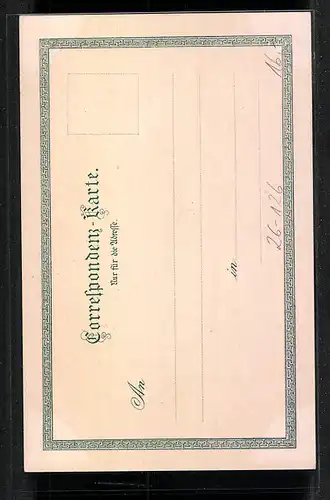 Correspondenz-Karte.
Nur für die Adresse.
An
in
26-126
16.-